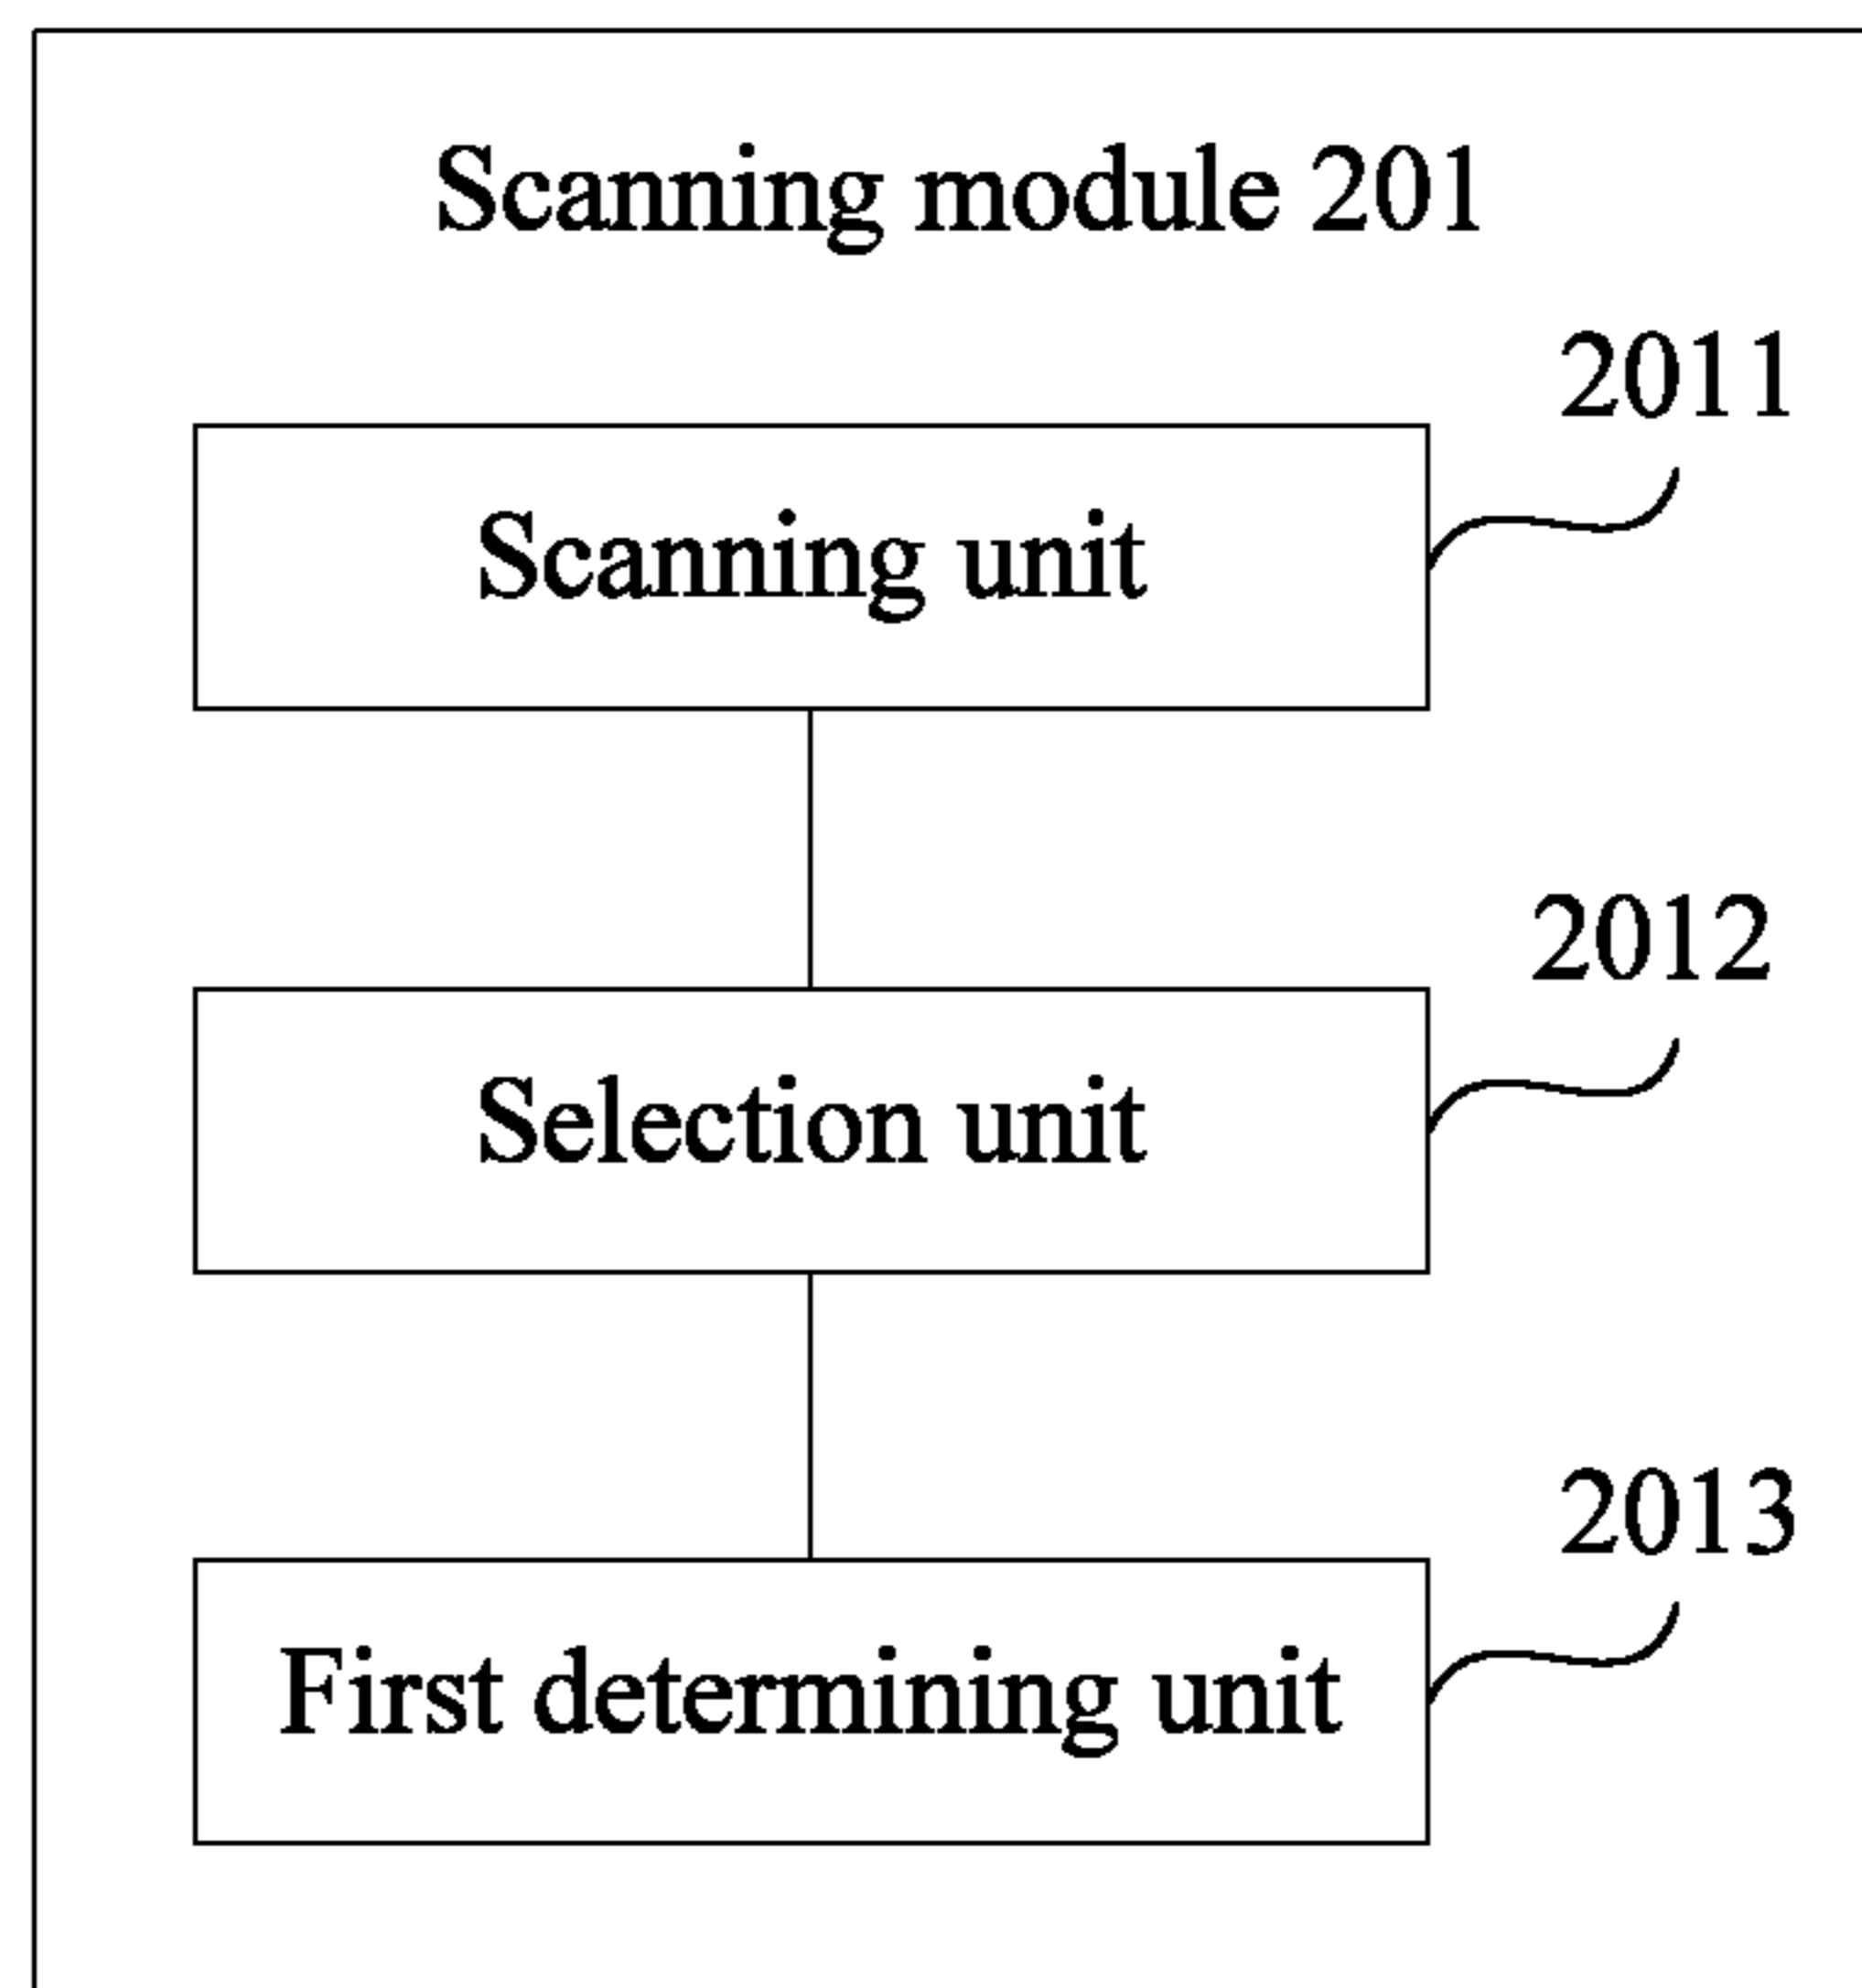 Scanning module 201
2011
Scanning unit
2012
Selection unit
2013
First determining unit